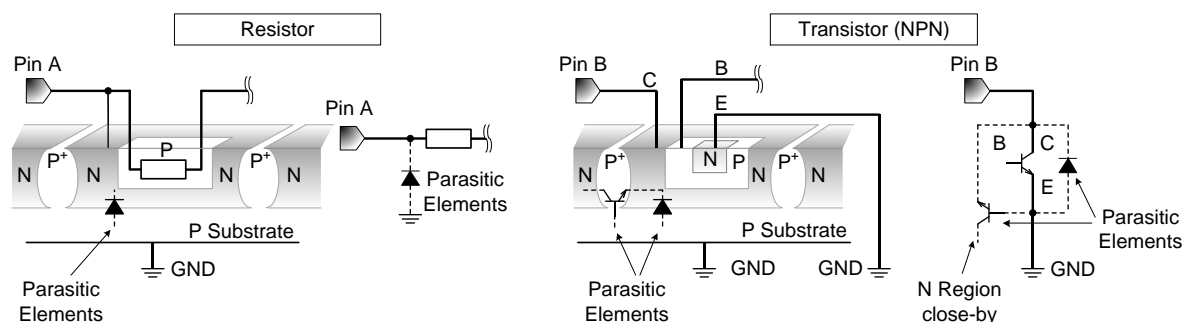 Resistor
Pin A
P
N
P+
N
N
P+
N
Parasitic
Elements
P Substrate
GND
Pin A
Parasitic
Elements
Transistor (NPN)
Pin B
C
B
E
N
P+
N
N
P
N
P+
N
P Substrate
GND
GND
Parasitic
Elements
Pin B
B
C
E
GND
Parasitic
Elements
N Region
close-by